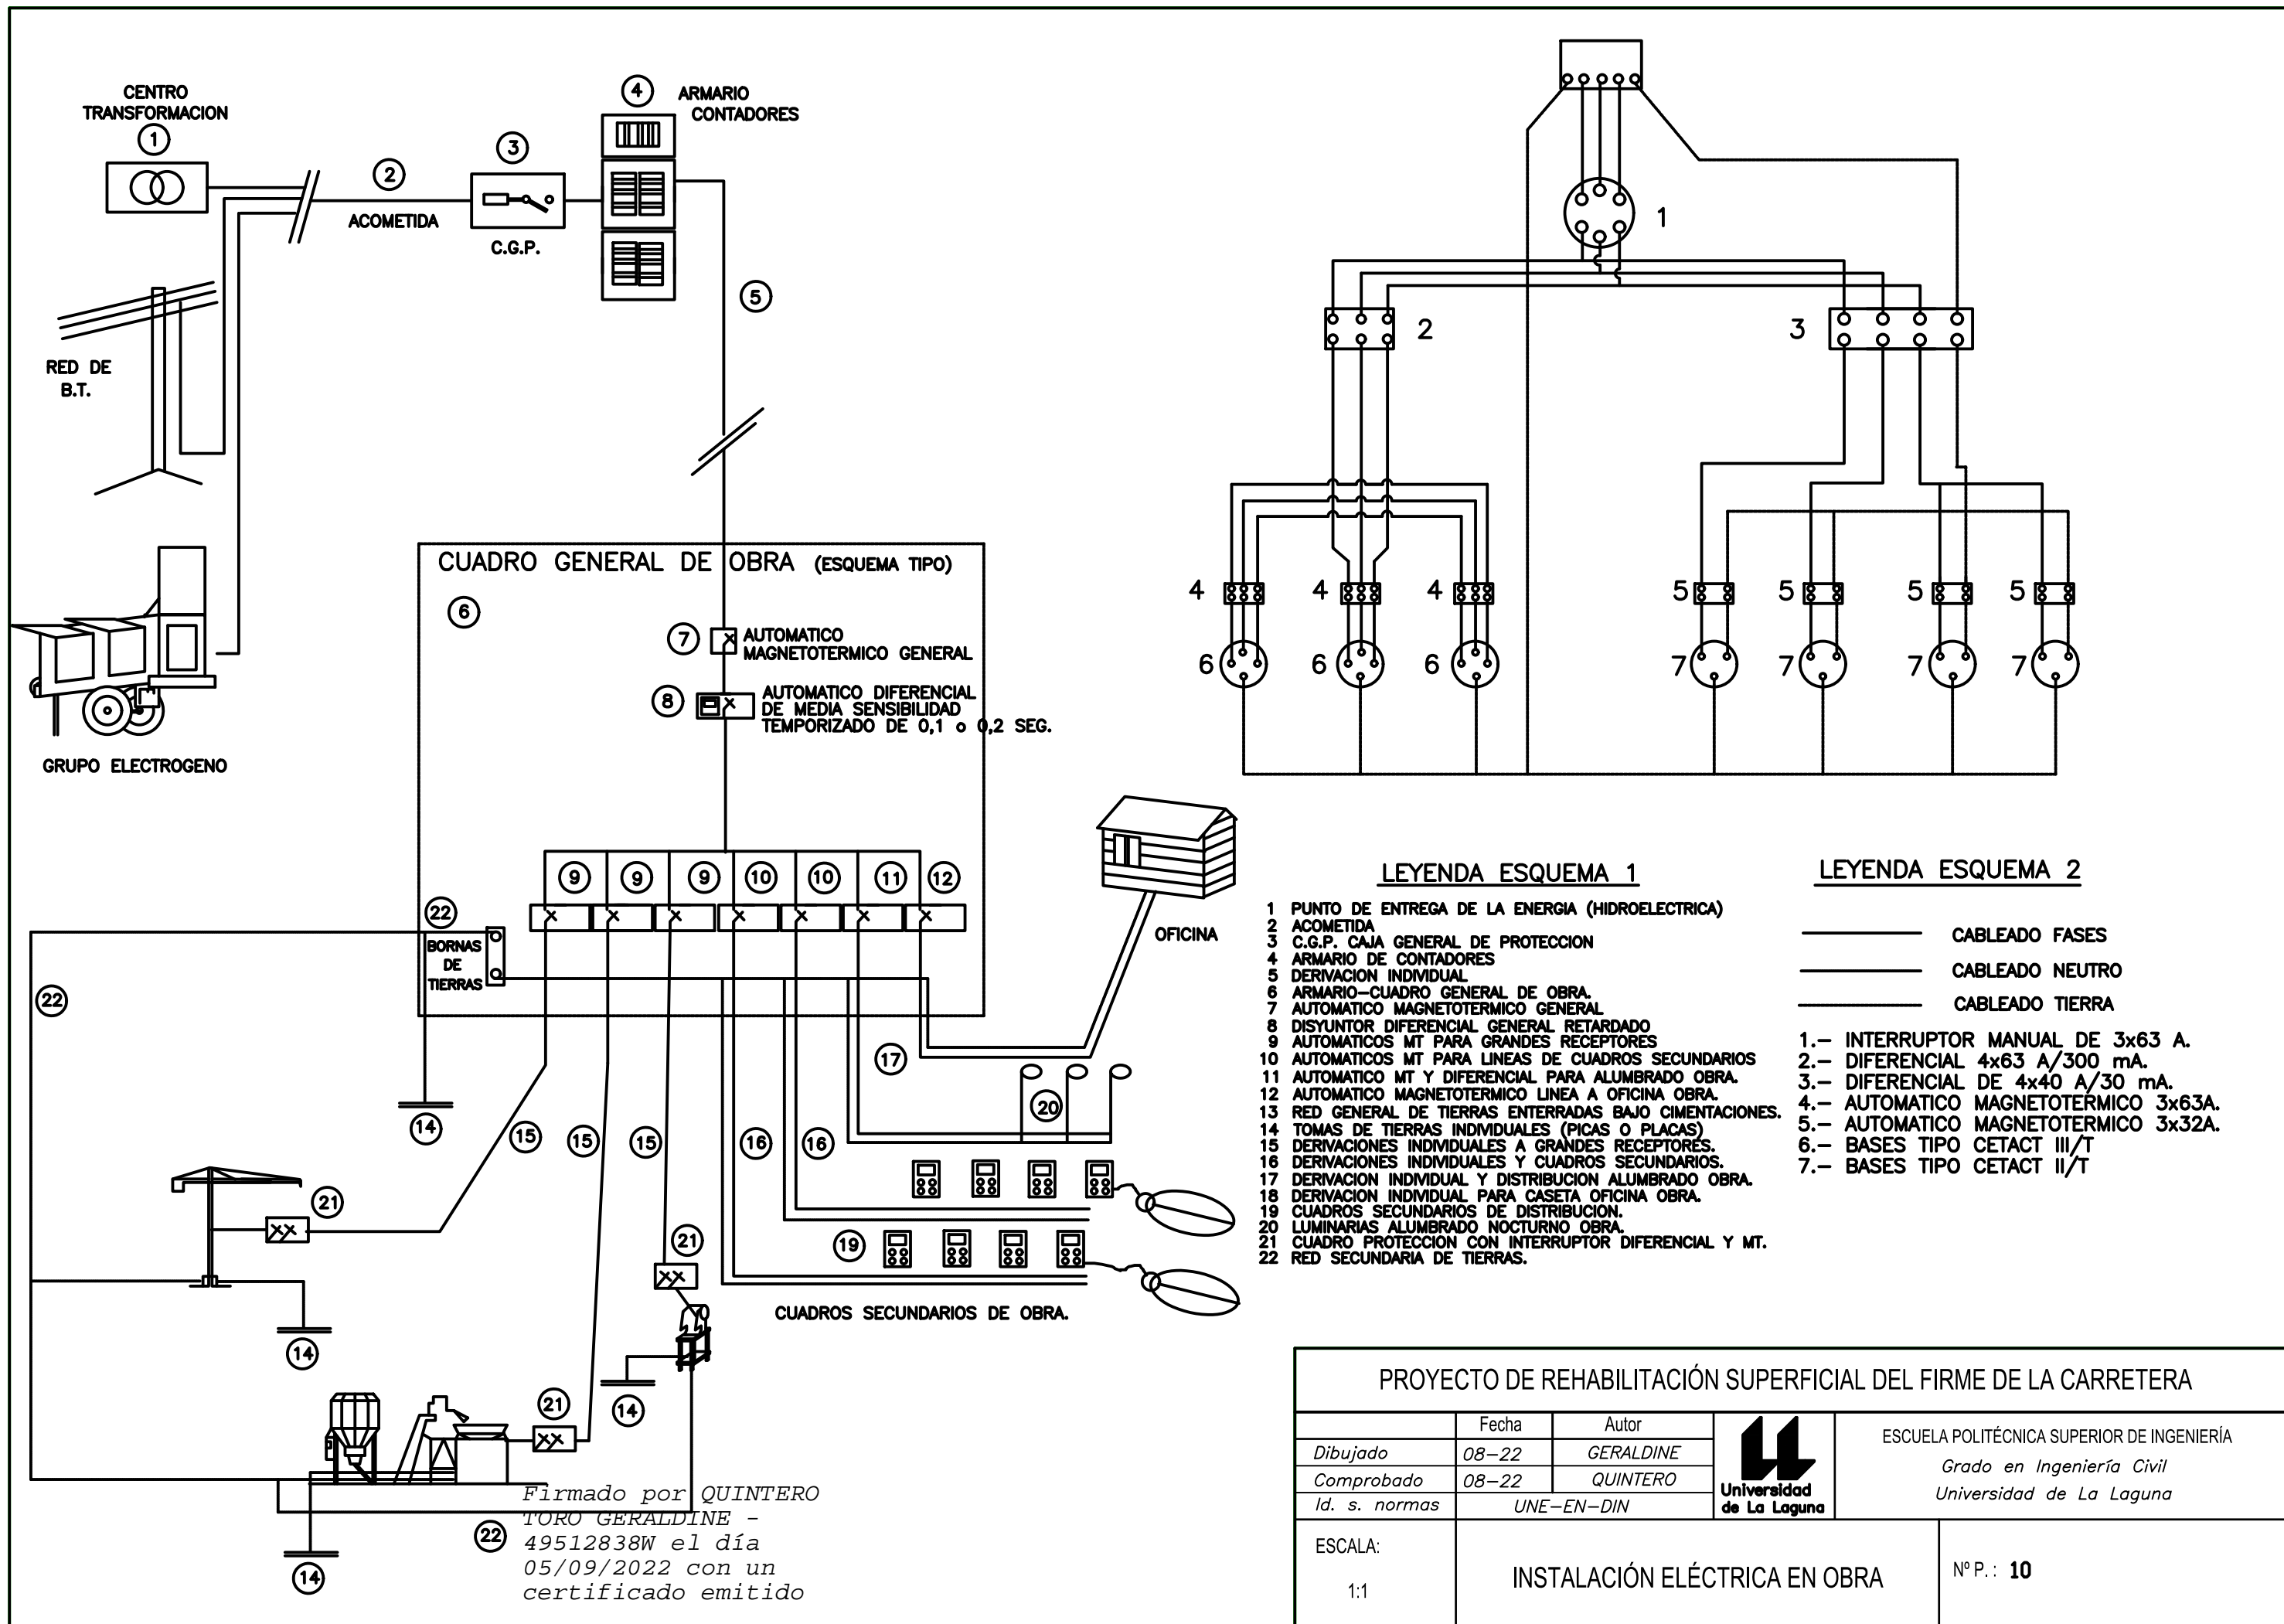 CENTRO
TRANSFORMACION
1
2
ACOMETIDA
3
C.G.P.
4
ARMARIO
CONTADORES
5
RED DE
B.T.
GRUPO ELECTROGENO
CUADRO GENERAL DE OBRA (ESQUEMA TIPO)
6
7
AUTOMATICO
MAGNETOTERMICO GENERAL
8
AUTOMATICO DIFERENCIAL
DE MEDIA SENSIBILIDAD
TEMPORIZADO DE 0,1 o 0,2 SEG.
9 9 9 10 10 11 12
22
BORNAS
DE
TIERRAS
22
14
15 15 15 16 16
17
20
OFICINA
21
14
19
21
14
CUADROS SECUNDARIOS DE OBRA.
21
22
14
1
2
3
4 4 4
5 5 5 5
6 6 6
7 7 7 7
LEYENDA ESQUEMA 1
1 PUNTO DE ENTREGA DE LA ENERGIA (HIDROELECTRICA)
2 ACOMETIDA
3 C.G.P. CAJA GENERAL DE PROTECCION
4 ARMARIO DE CONTADORES
5 DERIVACION INDIVIDUAL
6 ARMARIO-CUADRO GENERAL DE OBRA.
7 AUTOMATICO MAGNETOTERMICO GENERAL
8 DISYUNTOR DIFERENCIAL GENERAL RETARDADO
9 AUTOMATICOS MT PARA GRANDES RECEPTORES
10 AUTOMATICOS MT PARA LINEAS DE CUADROS SECUNDARIOS
11 AUTOMATICO MT Y DIFERENCIAL PARA ALUMBRADO OBRA.
12 AUTOMATICO MAGNETOTERMICO LINEA A OFICINA OBRA.
13 RED GENERAL DE TIERRAS ENTERRADAS BAJO CIMENTACIONES.
14 TOMAS DE TIERRAS INDIVIDUALES (PICAS O PLACAS)
15 DERIVACIONES INDIVIDUALES A GRANDES RECEPTORES.
16 DERIVACIONES INDIVIDUALES Y CUADROS SECUNDARIOS.
17 DERIVACION INDIVIDUAL Y DISTRIBUCION ALUMBRADO OBRA.
18 DERIVACION INDIVIDUAL PARA CASETA OFICINA OBRA.
19 CUADROS SECUNDARIOS DE DISTRIBUCION.
20 LUMINARIAS ALUMBRADO NOCTURNO OBRA.
21 CUADRO PROTECCION CON INTERRUPTOR DIFERENCIAL Y MT.
22 RED SECUNDARIA DE TIERRAS.
LEYENDA ESQUEMA 2
CABLEADO FASES
CABLEADO NEUTRO
CABLEADO TIERRA
1.- INTERRUPTOR MANUAL DE 3x63 A.
2.- DIFERENCIAL 4x63 A/300 mA.
3.- DIFERENCIAL DE 4x40 A/30 mA.
4.- AUTOMATICO MAGNETOTERMICO 3x63A.
5.- AUTOMATICO MAGNETOTERMICO 3x32A.
6.- BASES TIPO CETACT III/T
7.- BASES TIPO CETACT II/T
Firmado por QUINTERO
TORO GERALDINE -
49512838W el día
05/09/2022 con un
certificado emitido
PROYECTO DE REHABILITACIÓN SUPERFICIAL DEL FIRME DE LA CARRETERA
Fecha Autor
Dibujado 08-22 GERALDINE
Comprobado 08-22 QUINTERO
Id. s. normas UNE-EN-DIN
Universidad
de La Laguna
ESCUELA POLITÉCNICA SUPERIOR DE INGENIERÍA
Grado en Ingeniería Civil
Universidad de La Laguna
ESCALA:
1:1
INSTALACIÓN ELÉCTRICA EN OBRA
Nº P. : 10